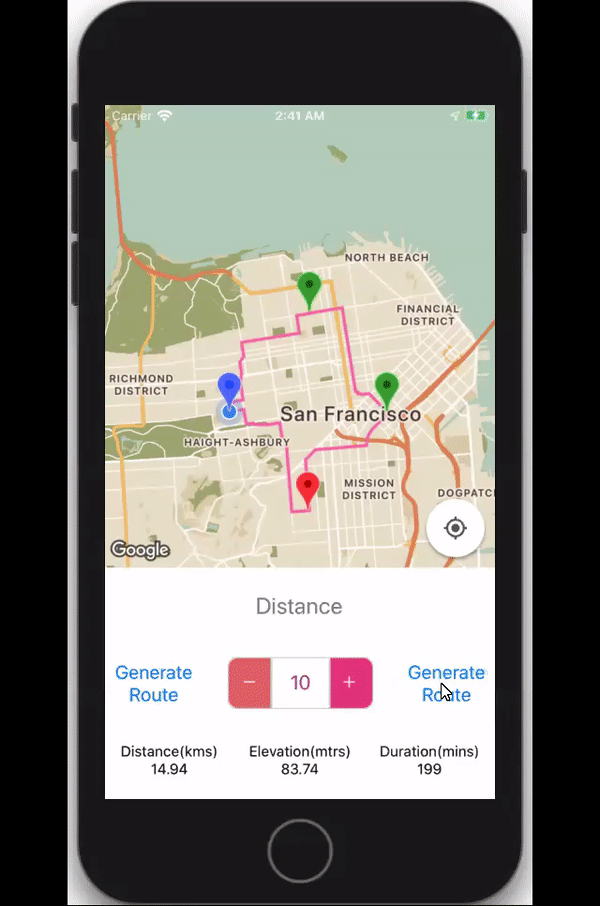 Carrier
2:41 AM
NORTH BEACH
FINANCIAL
DISTRICT
RICHMOND
DISTRICT
San Francisco
HAIGHT-ASHBURY
MISSION
DISTRICT
DOGPATC
Google
Distance
Generate
Route
− 10 +
Generate
Route
Distance(kms)
14.94
Elevation(mtrs)
83.74
Duration(mins)
199